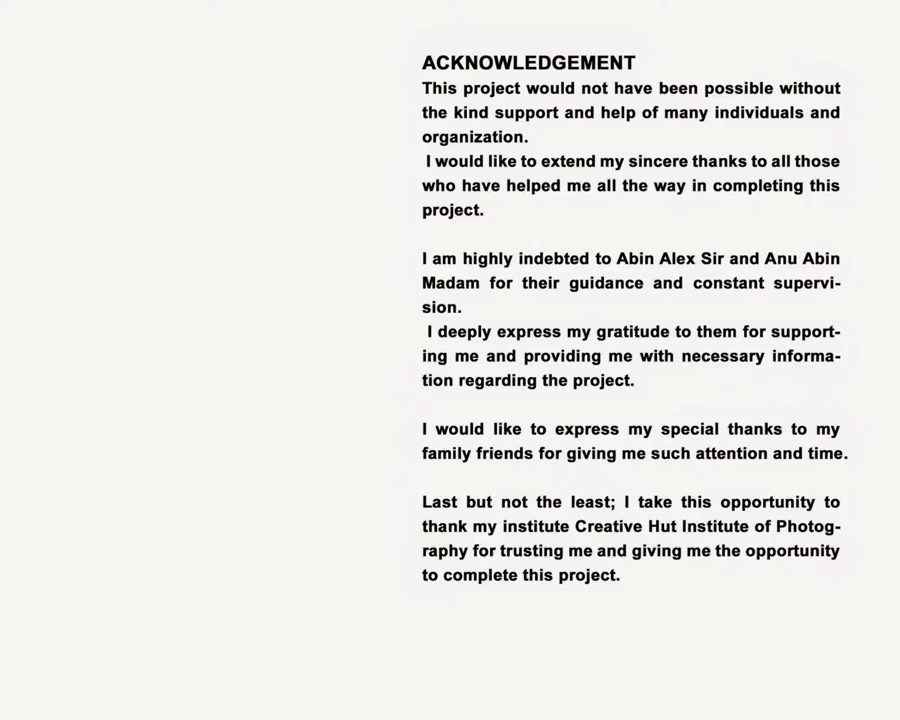 ACKNOWLEDGEMENT
This project would not have been possible without
the kind support and help of many individuals and
organization.
I would like to extend my sincere thanks to all those
who have helped me all the way in completing this
project.
I am highly indebted to Abin Alex Sir and Anu Abin
Madam for their guidance and constant supervi-
sion.
I deeply express my gratitude to them for support-
ing me and providing me with necessary informa-
tion regarding the project.
I would like to express my special thanks to my
family friends for giving me such attention and time.
Last but not the least; I take this opportunity to
thank my institute Creative Hut Institute of Photog-
raphy for trusting me and giving me the opportunity
to complete this project.